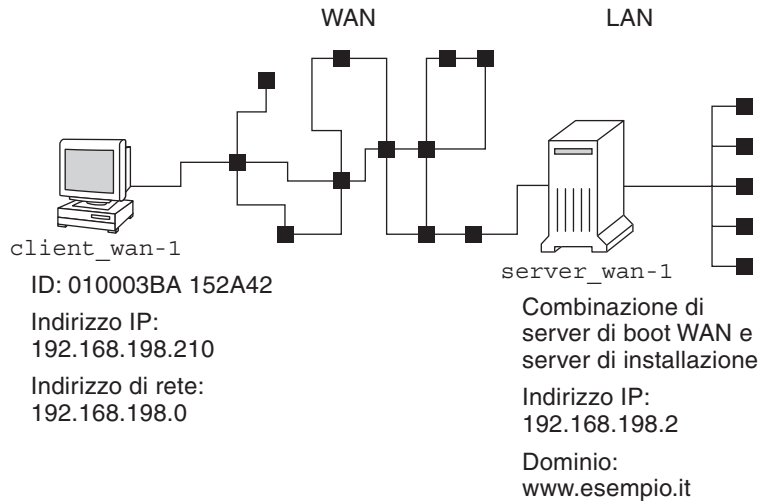 WAN
LAN
client_wan-1
ID: 010003BA 152A42
Indirizzo IP:
192.168.198.210
Indirizzo di rete:
192.168.198.0
server_wan-1
Combinazione di
server di boot WAN e
server di installazione
Indirizzo IP:
192.168.198.2
Dominio:
www.esempio.it